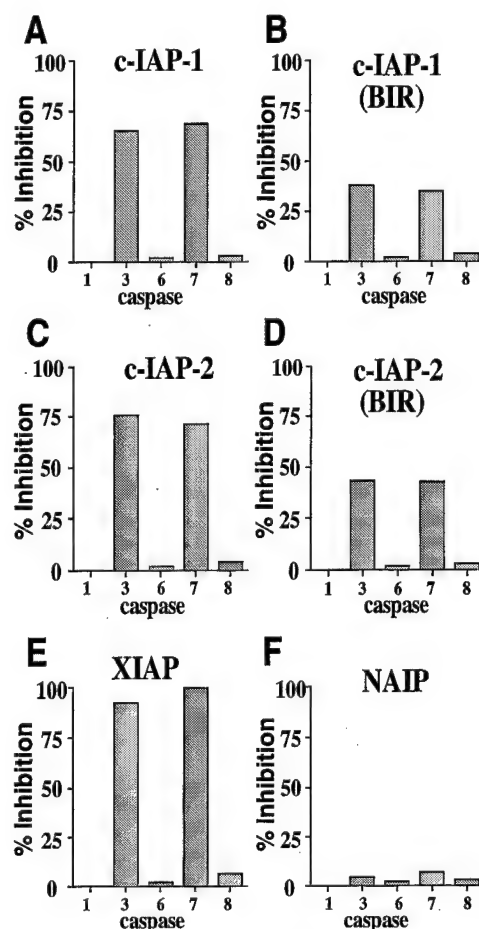 A
c-IAP-1
% Inhibition
100
75
50
25
0
1 3 6 7 8
caspase
B
c-IAP-1
(BIR)
% Inhibition
100
75
50
25
0
1 3 6 7 8
caspase
C
c-IAP-2
% Inhibition
100
75
50
25
0
1 3 6 7 8
caspase
D
c-IAP-2
(BIR)
% Inhibition
100
75
50
25
0
1 3 6 7 8
caspase
E
XIAP
% Inhibition
100
75
50
25
0
1 3 6 7 8
caspase
F
NAIP
% Inhibition
100
75
50
25
0
1 3 6 7 8
caspase